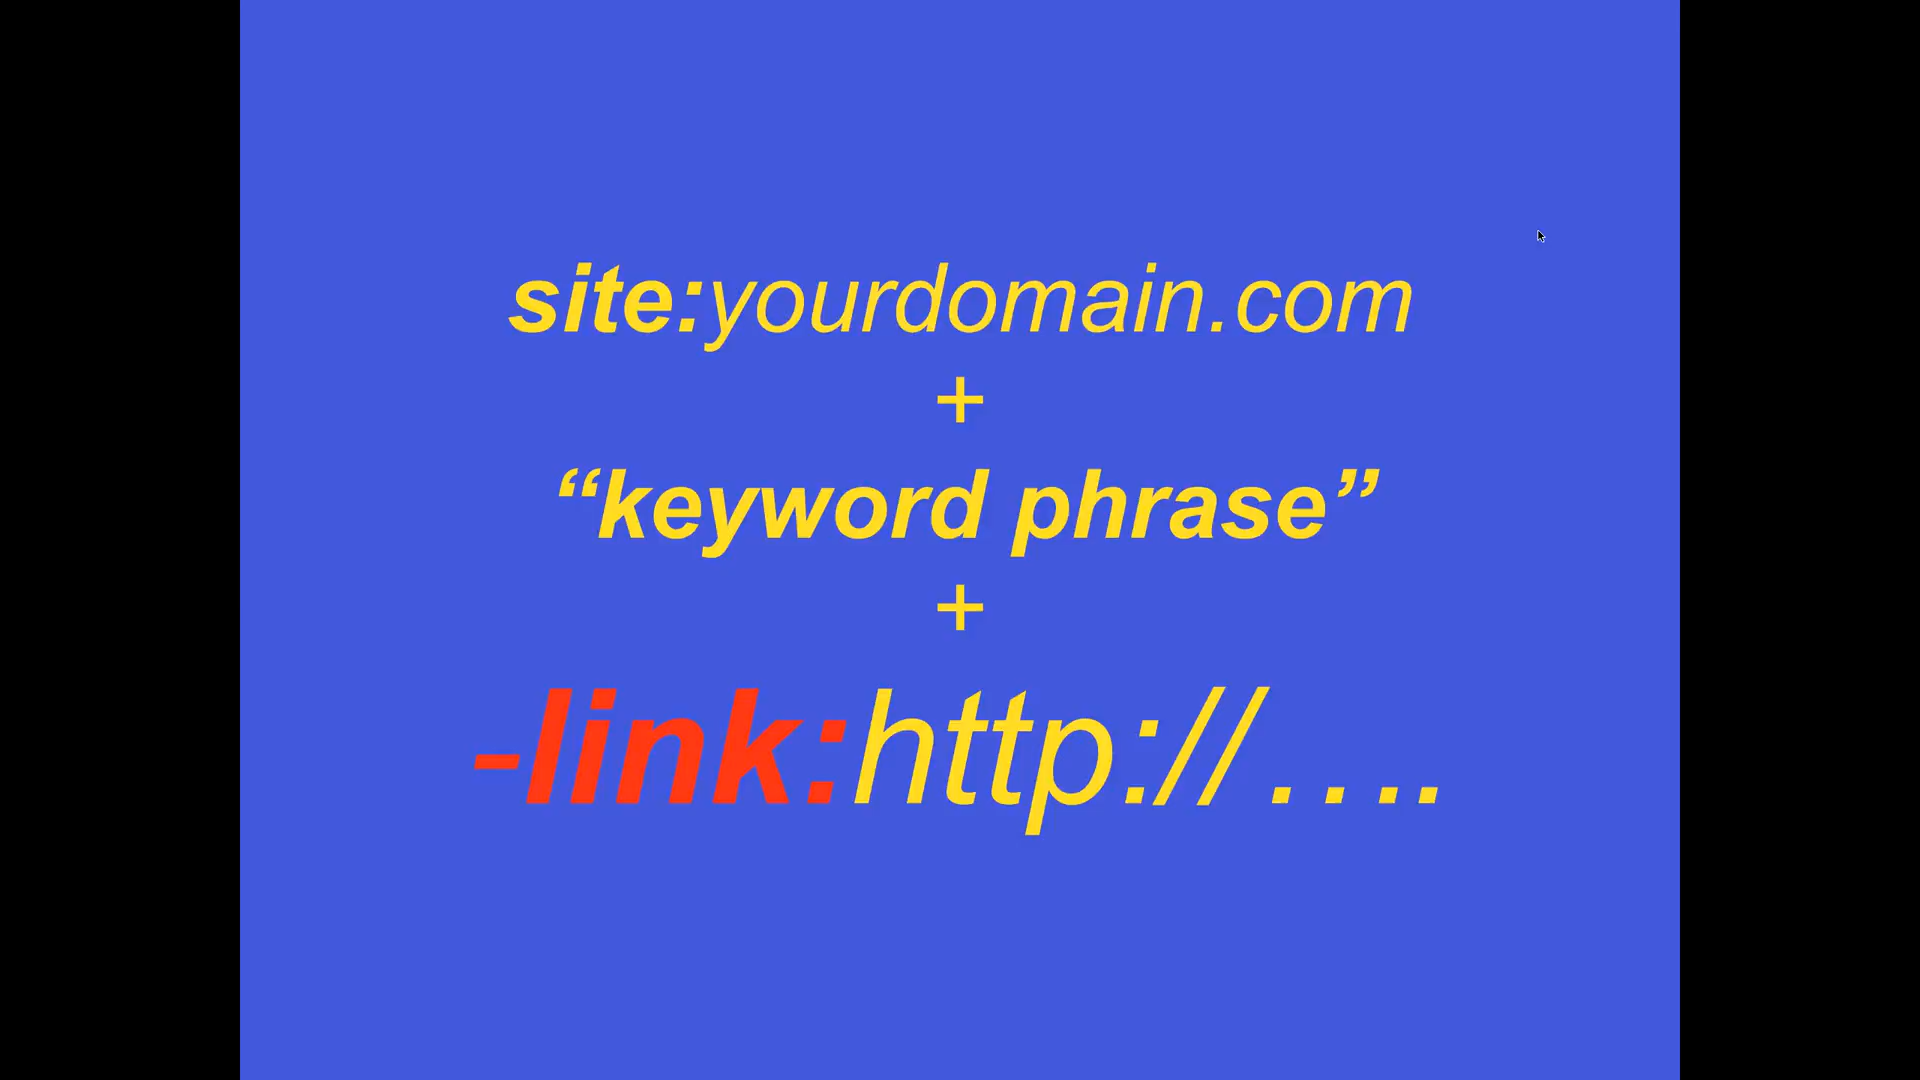 site:yourdomain.com
+
“keyword phrase”
+
-link:http://….